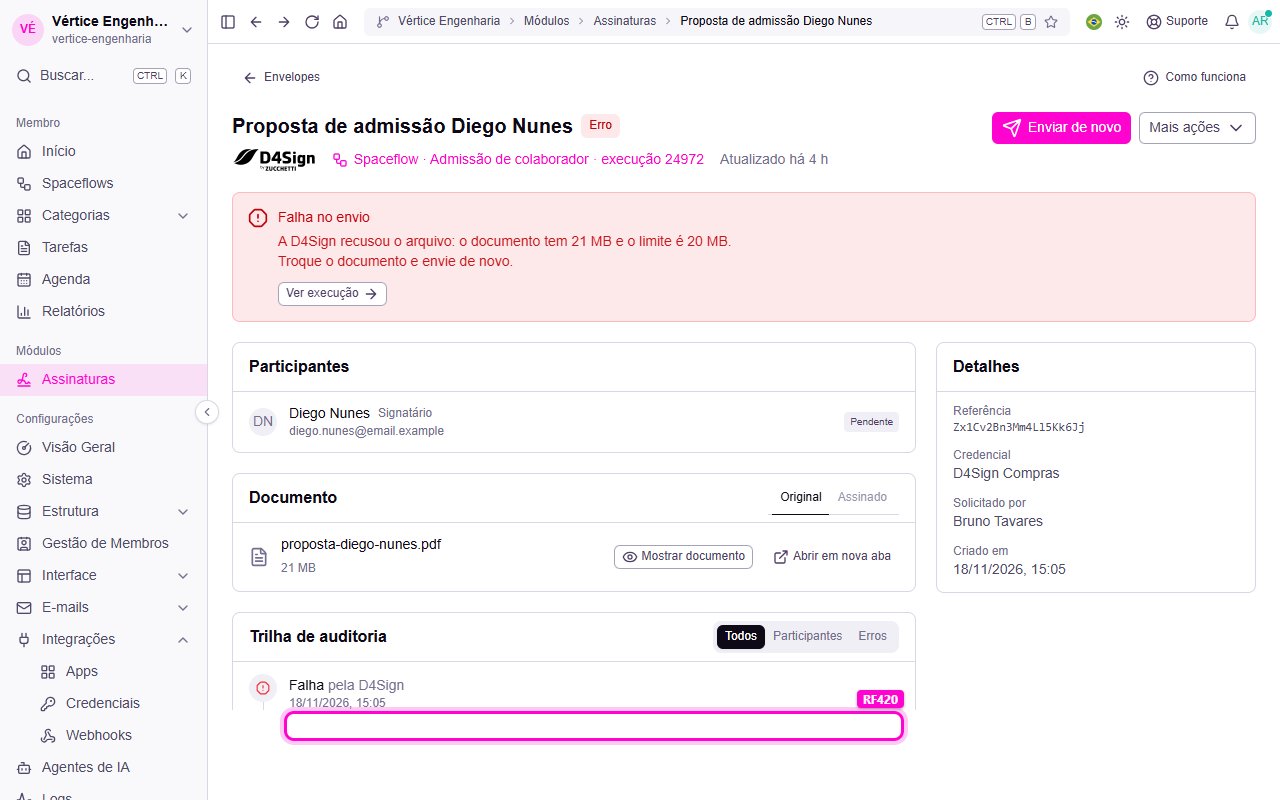 VÉ
Vértice Engenh...
vertice-engenharia
Buscar...
CTRL
K
Membro
Início
Spaceflows
Categorias
Tarefas
Agenda
Relatórios
Módulos
Assinaturas
Configurações
Visão Geral
Sistema
Estrutura
Gestão de Membros
Interface
E-mails
Integrações
Apps
Credenciais
Webhooks
Agentes de IA
Logs
Vértice Engenharia
Módulos
Assinaturas
Proposta de admissão Diego Nunes
CTRL
B
Suporte
AR
Envelopes
Como funciona
Proposta de admissão Diego Nunes
Erro
Enviar de novo
Mais ações
D4Sign
by ZUCCHETTI
Spaceflow · Admissão de colaborador · execução 24972
Atualizado há 4 h
Falha no envio
A D4Sign recusou o arquivo: o documento tem 21 MB e o limite é 20 MB.
Troque o documento e envie de novo.
Ver execução
Participantes
DN
Diego Nunes Signatário
diego.nunes@email.example
Pendente
Documento
Original
Assinado
proposta-diego-nunes.pdf
21 MB
Mostrar documento
Abrir em nova aba
Trilha de auditoria
Todos
Participantes
Erros
Falha pela D4Sign
18/11/2026, 15:05
RF420
Detalhes
Referência
Zx1Cv2Bn3Mm4Ll5Kk6Jj
Credencial
D4Sign Compras
Solicitado por
Bruno Tavares
Criado em
18/11/2026, 15:05